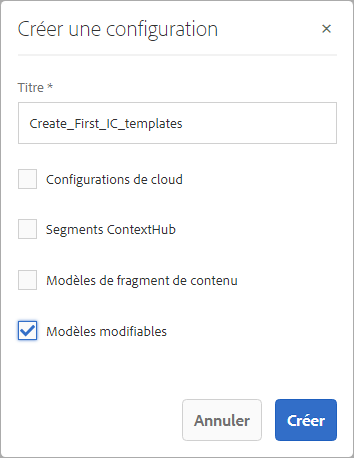 Créer une configuration
Titre *
Create_First_IC_templates
Configurations de cloud
Segments ContextHub
Modèles de fragment de contenu
Modèles modifiables
Annuler Créer